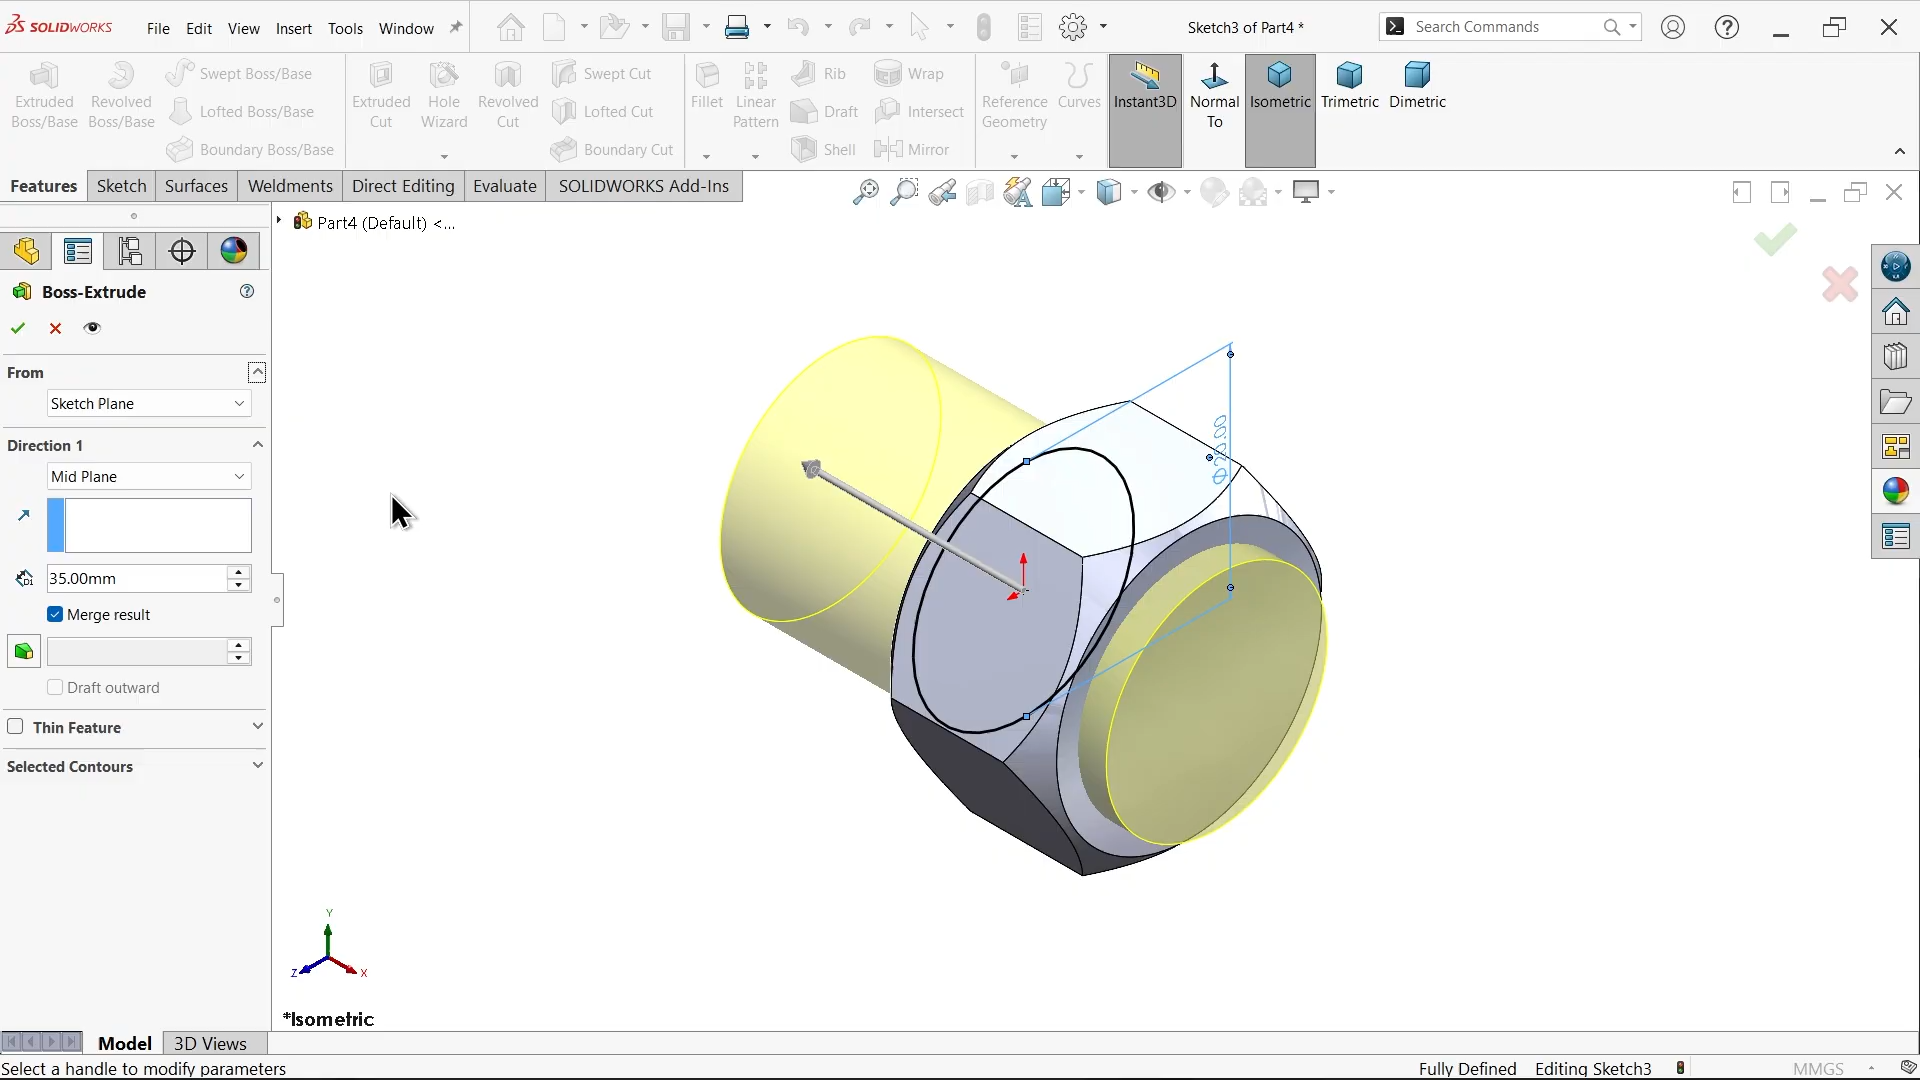 SOLIDWORKS File Edit View Insert Tools Window Sketch3 of Part4 * Search Commands
Extruded Boss/Base
Revolved Boss/Base
Swept Boss/Base
Lofted Boss/Base
Boundary Boss/Base
Extruded Cut
Hole Wizard
Revolved Cut
Swept Cut
Lofted Cut
Boundary Cut
Fillet
Linear Pattern
Rib
Draft
Shell
Wrap
Intersect
Mirror
Reference Geometry
Curves
Instant3D
Normal To
Isometric
Trimetric
Dimetric
Features Sketch Surfaces Weldments Direct Editing Evaluate SOLIDWORKS Add-Ins
Part4 (Default) <...
Boss-Extrude
From
Sketch Plane
Direction 1
Mid Plane
35.00mm
Merge result
Draft outward
Thin Feature
Selected Contours
Y
Z
X
*Isometric
Model 3D Views
Select a handle to modify parameters Fully Defined Editing Sketch3 MMGS